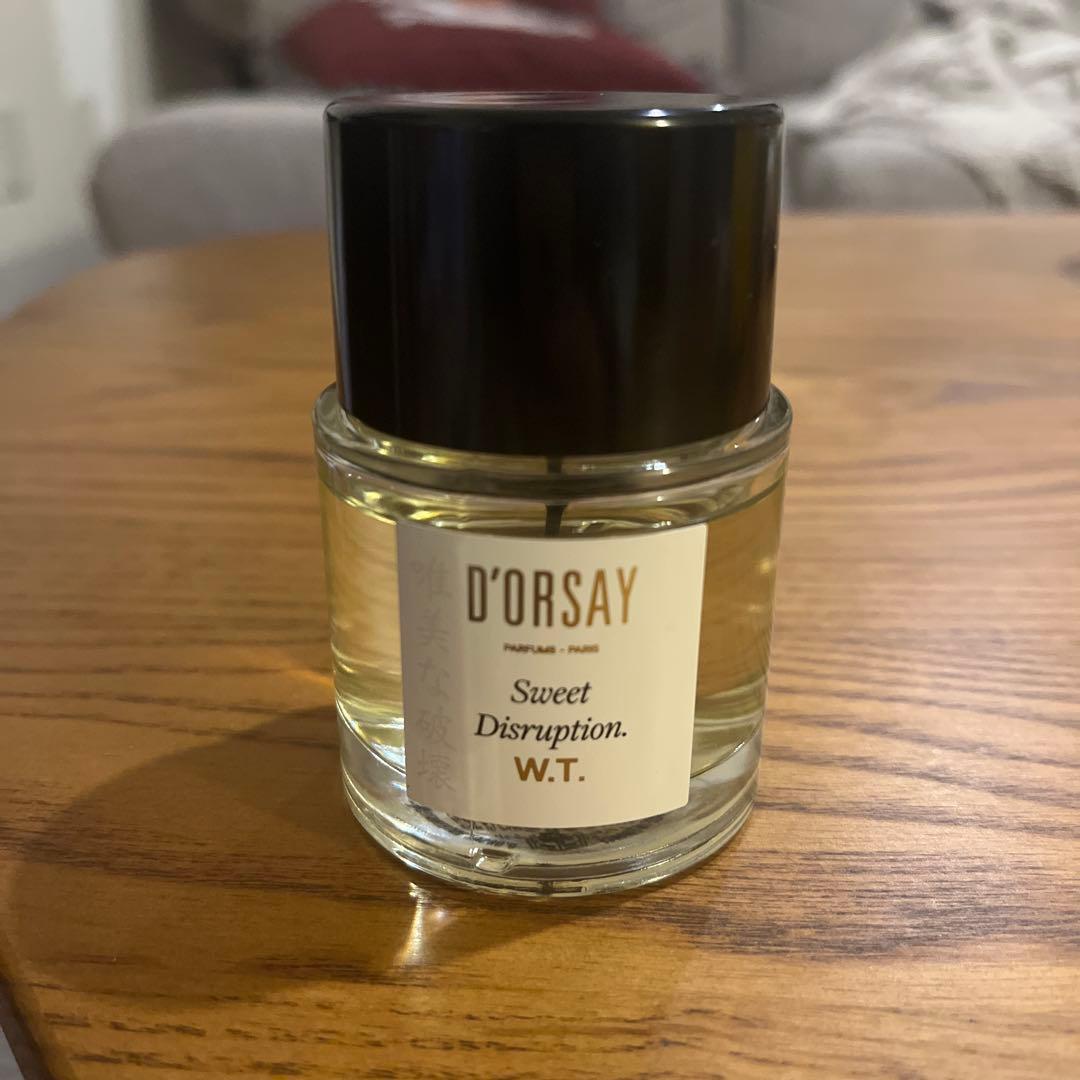 D'ORSAY
PARFUMS - PARIS
Sweet
Disruption.
W.T.
唯美な破壊